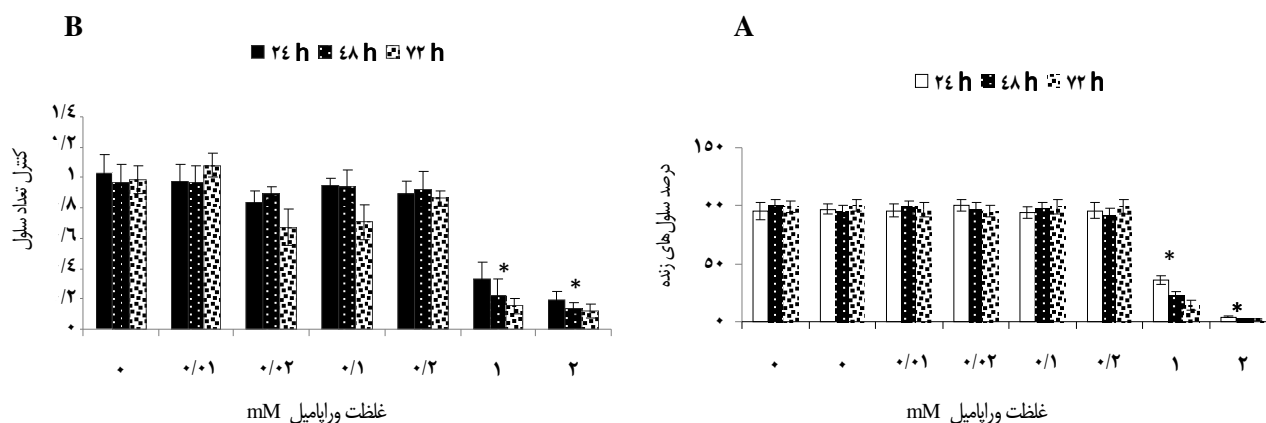 B
٢٤ h ٤٨ h ٧٢ h
١/٤
٠/٢
١
/٨
/٦
/٤
/٢
٠
کنترل تعداد سلول
٠ ٠/٠١ ٠/٠٢ ٠/١ ٠/٢ ١ ٢
* *
غلظت وراپامیل mM
A
٢٤ h ٤٨ h ٧٢ h
١٥٠
٠٠
٥٠
٠
درصد سلول‌های زنده
٠ ٠ ٠/٠١ ٠/٠٢ ٠/١ ٠/٢ ١ ٢
* *
غلظت وراپامیل mM